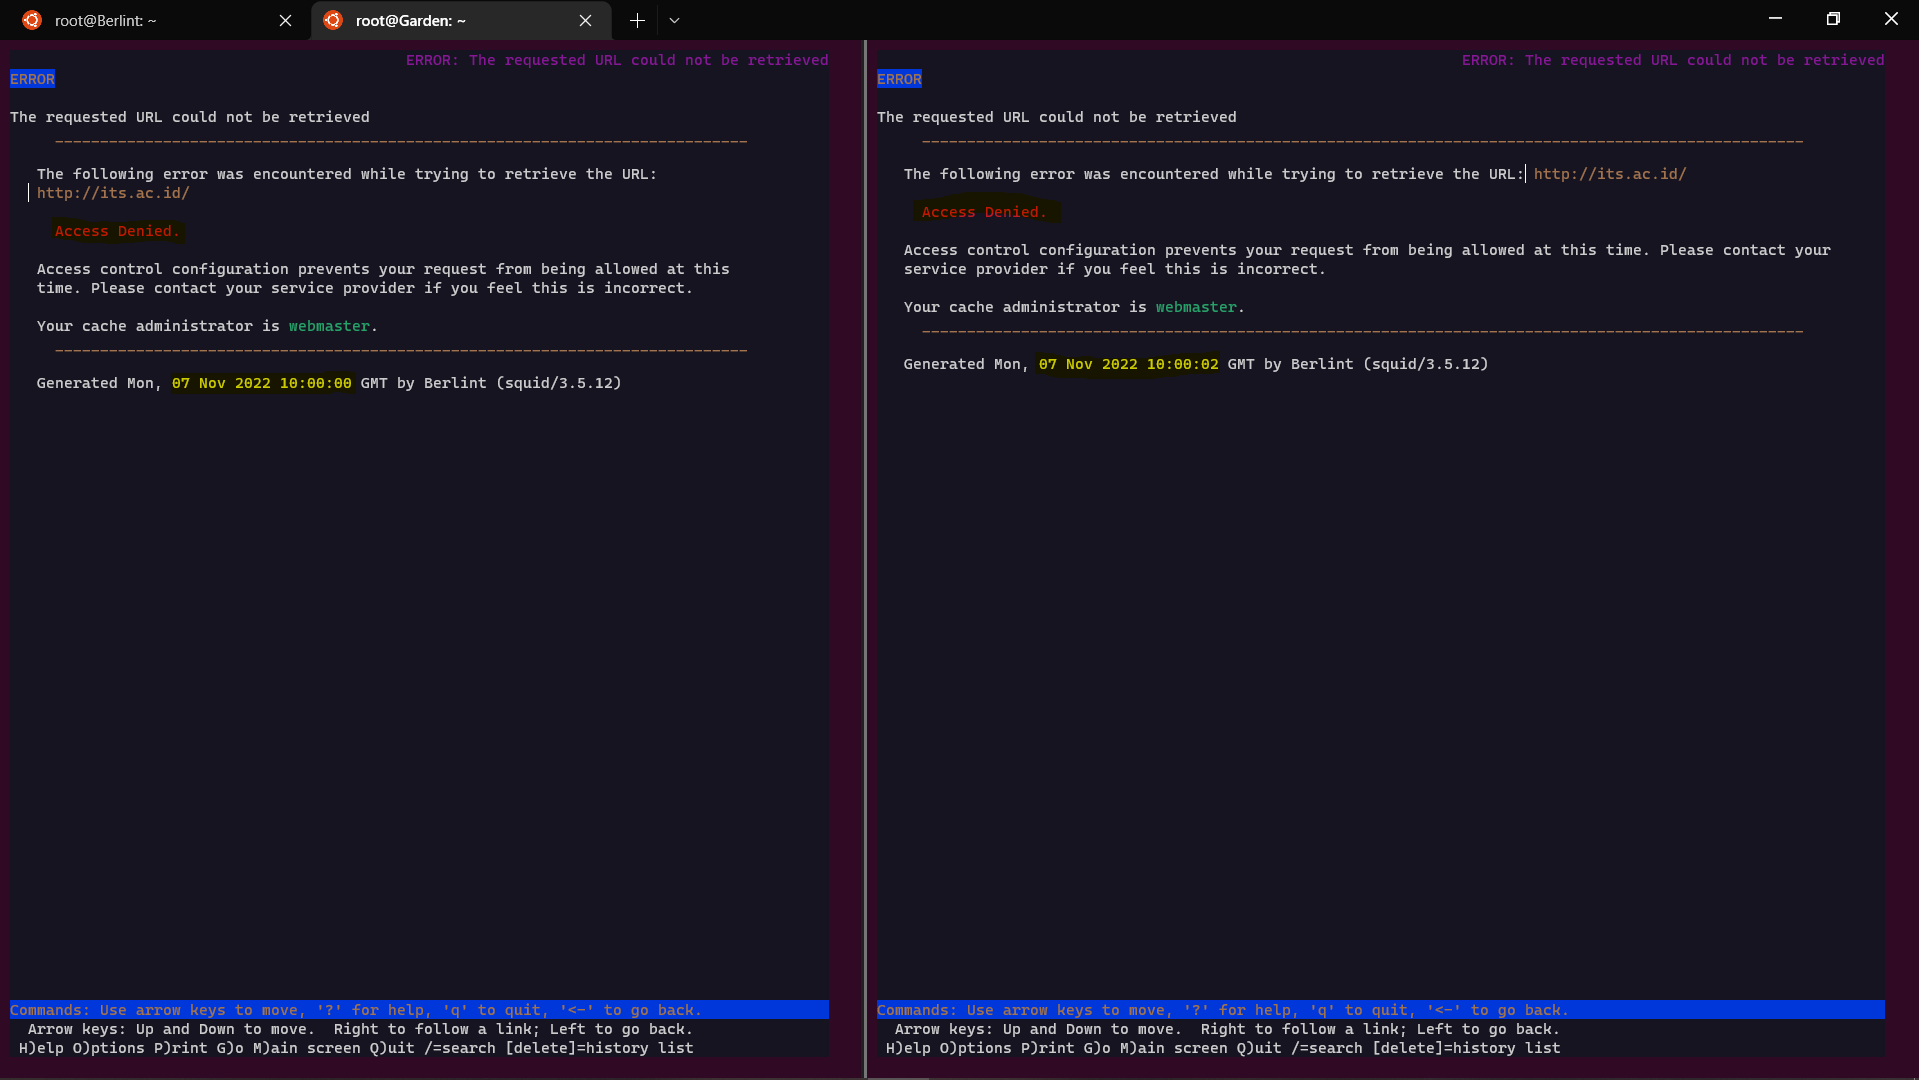 root@Berlint: ~
root@Garden: ~
ERROR: The requested URL could not be retrieved
ERROR
The requested URL could not be retrieved
The following error was encountered while trying to retrieve the URL:
http://its.ac.id/
Access Denied.
Access control configuration prevents your request from being allowed at this
time. Please contact your service provider if you feel this is incorrect.
Your cache administrator is webmaster.
Generated Mon, 07 Nov 2022 10:00:00 GMT by Berlint (squid/3.5.12)
Commands: Use arrow keys to move, '?' for help, 'q' to quit, '<-' to go back.
Arrow keys: Up and Down to move.  Right to follow a link; Left to go back.
H)elp O)ptions P)rint G)o M)ain screen Q)uit /=search [delete]=history list
ERROR: The requested URL could not be retrieved
ERROR
The requested URL could not be retrieved
The following error was encountered while trying to retrieve the URL: http://its.ac.id/
Access Denied.
Access control configuration prevents your request from being allowed at this time. Please contact your
service provider if you feel this is incorrect.
Your cache administrator is webmaster.
Generated Mon, 07 Nov 2022 10:00:02 GMT by Berlint (squid/3.5.12)
Commands: Use arrow keys to move, '?' for help, 'q' to quit, '<-' to go back.
Arrow keys: Up and Down to move.  Right to follow a link; Left to go back.
H)elp O)ptions P)rint G)o M)ain screen Q)uit /=search [delete]=history list